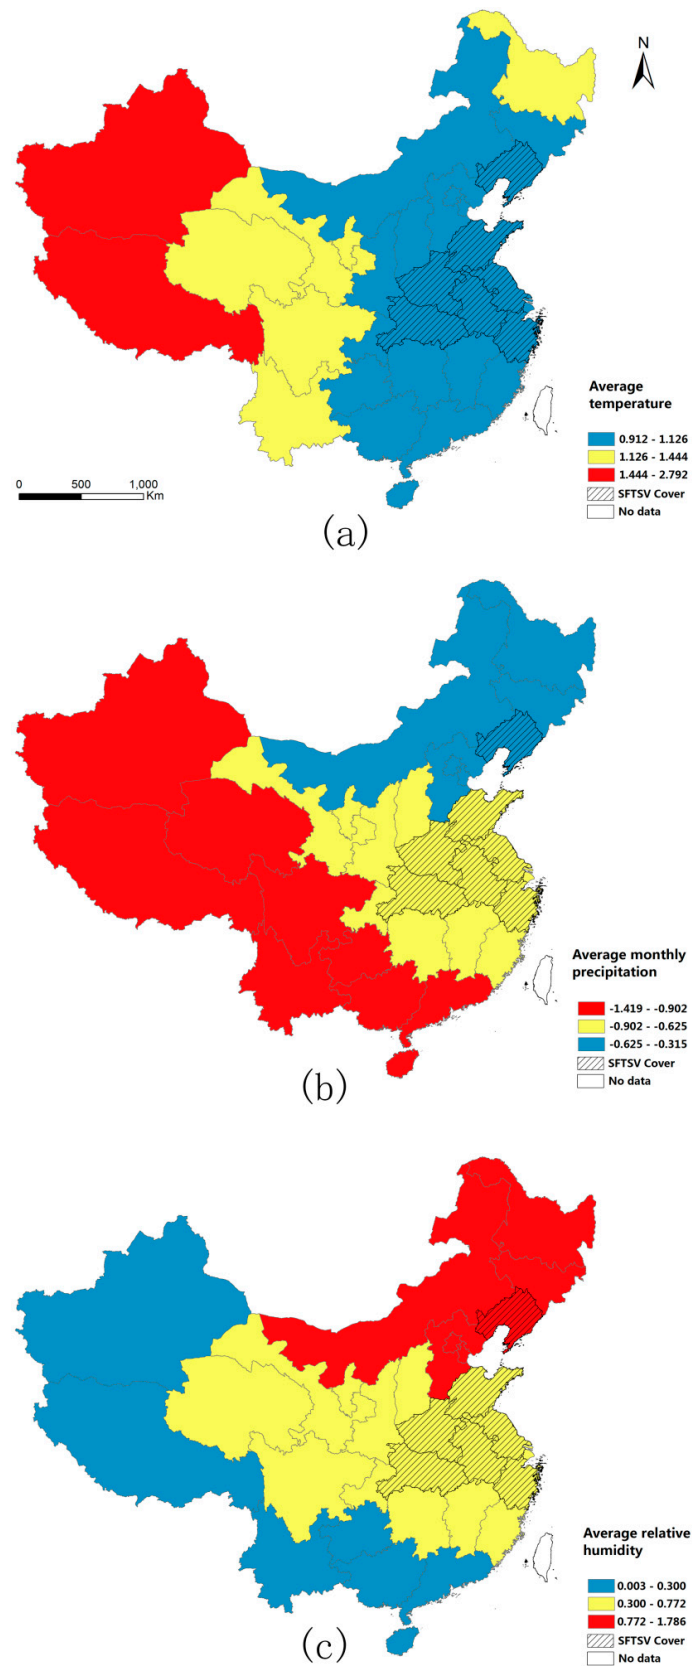 N
Average
temperature
0.912 - 1.126
1.126 - 1.444
1.444 - 2.792
SFTSV Cover
No data
0 500 1,000
Km
(a)
Average monthly
precipitation
-1.419 - -0.902
-0.902 - -0.625
-0.625 - -0.315
SFTSV Cover
No data
(b)
Average relative
humidity
0.003 - 0.300
0.300 - 0.772
0.772 - 1.786
SFTSV Cover
No data
(c)